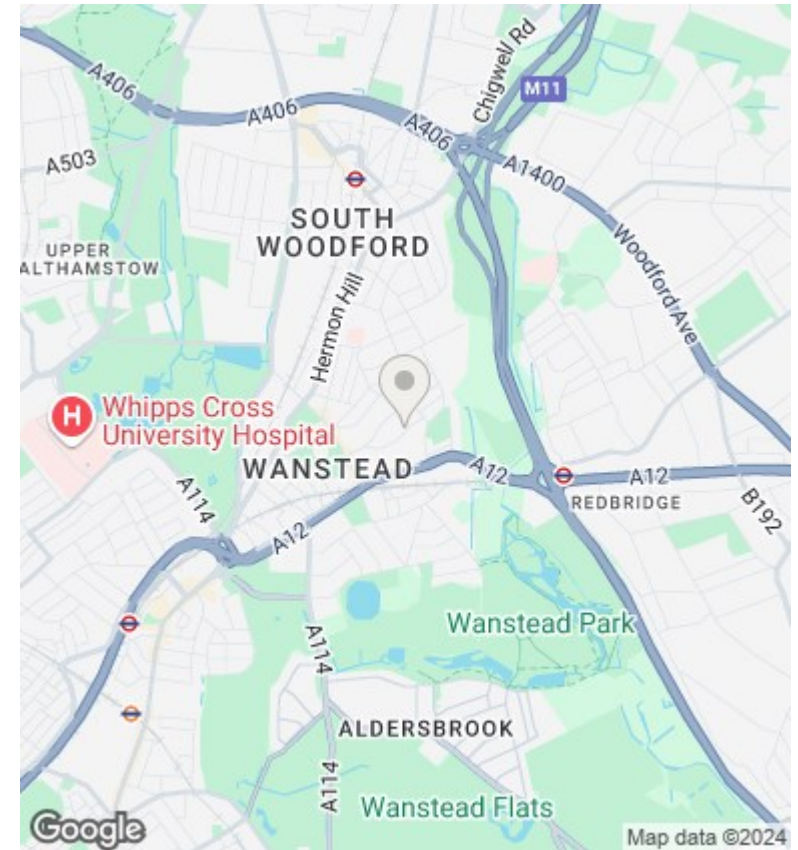 A406
A406
A406
Chigwell Rd
M11
A503
A1400
SOUTH
WOODFORD
UPPER
ALTHAMSTOW
Woodford Ave
Hermon Hill
H
Whipps Cross
University Hospital
WANSTEAD
A12
A12
REDBRIDGE
B192
A114
A12
Wanstead Park
A114
ALDERSBROOK
A114
Wanstead Flats
Google
Map data ©2024